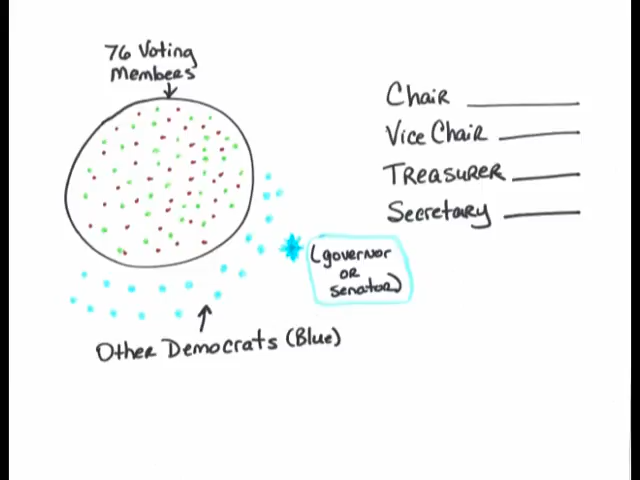 76 Voting
Members
Chair
Vice Chair
Treasurer
Secretary
(governor
OR
senator)
Other Democrats (Blue)